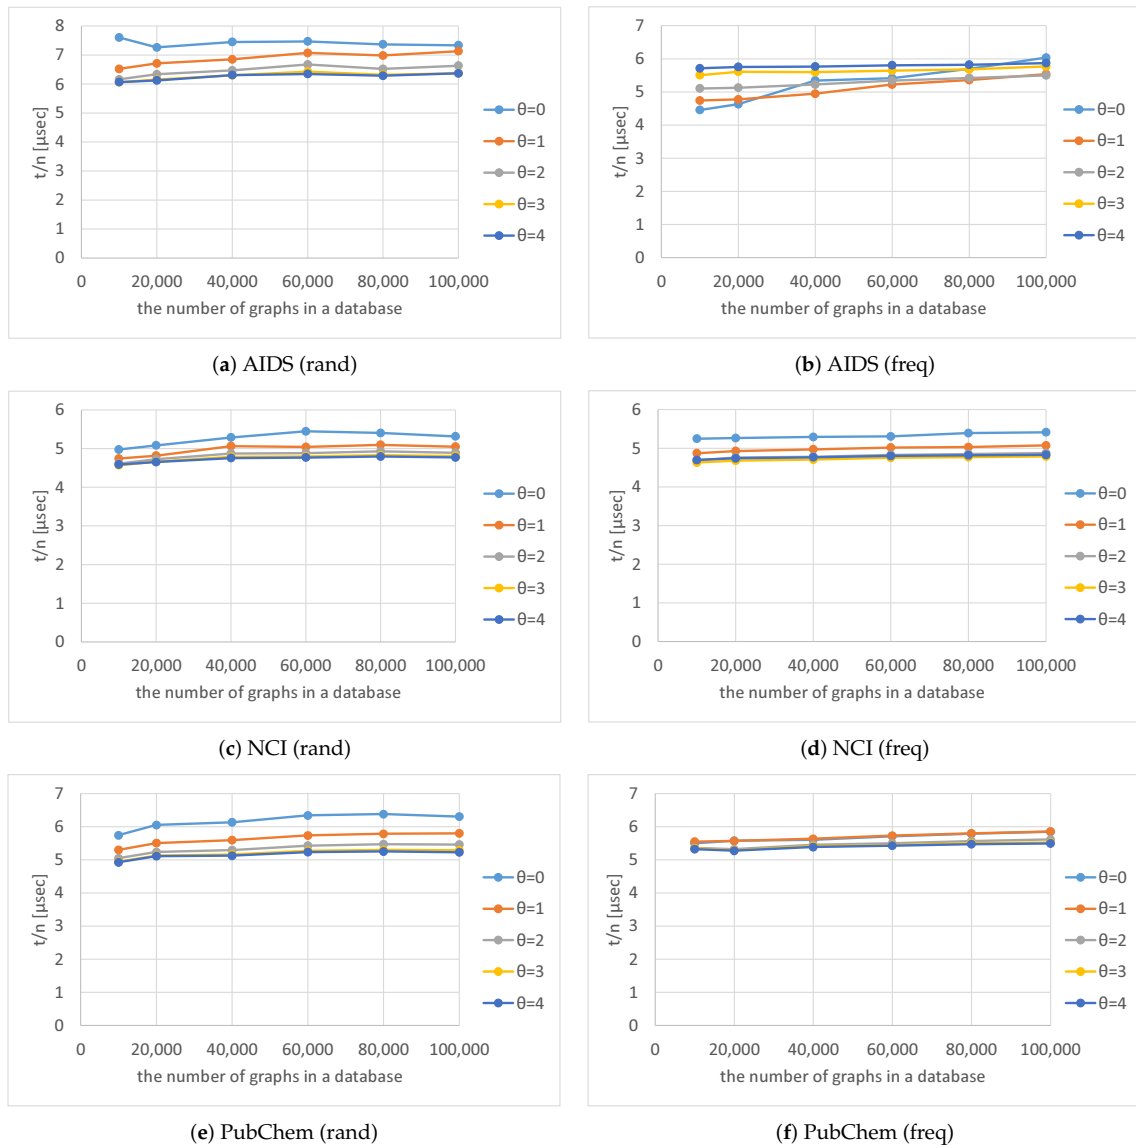 8
7
6
5
4
3
2
1
0
t/n [μsec]
0 20,000 40,000 60,000 80,000 100,000
the number of graphs in a database
θ=0
θ=1
θ=2
θ=3
θ=4
(a) AIDS (rand)
7
6
5
4
3
2
1
0
t/n [μsec]
0 20,000 40,000 60,000 80,000 100,000
the number of graphs in a database
θ=0
θ=1
θ=2
θ=3
θ=4
(b) AIDS (freq)
6
5
4
3
2
1
0
t/n [μsec]
0 20,000 40,000 60,000 80,000 100,000
the number of graphs in a database
θ=0
θ=1
θ=2
θ=3
θ=4
(c) NCI (rand)
6
5
4
3
2
1
0
t/n [μsec]
0 20,000 40,000 60,000 80,000 100,000
the number of graphs in a database
θ=0
θ=1
θ=2
θ=3
θ=4
(d) NCI (freq)
7
6
5
4
3
2
1
0
t/n [μsec]
0 20,000 40,000 60,000 80,000 100,000
the number of graphs in a database
θ=0
θ=1
θ=2
θ=3
θ=4
(e) PubChem (rand)
7
6
5
4
3
2
1
0
t/n [μsec]
0 20,000 40,000 60,000 80,000 100,000
the number of graphs in a database
θ=0
θ=1
θ=2
θ=3
θ=4
(f) PubChem (freq)